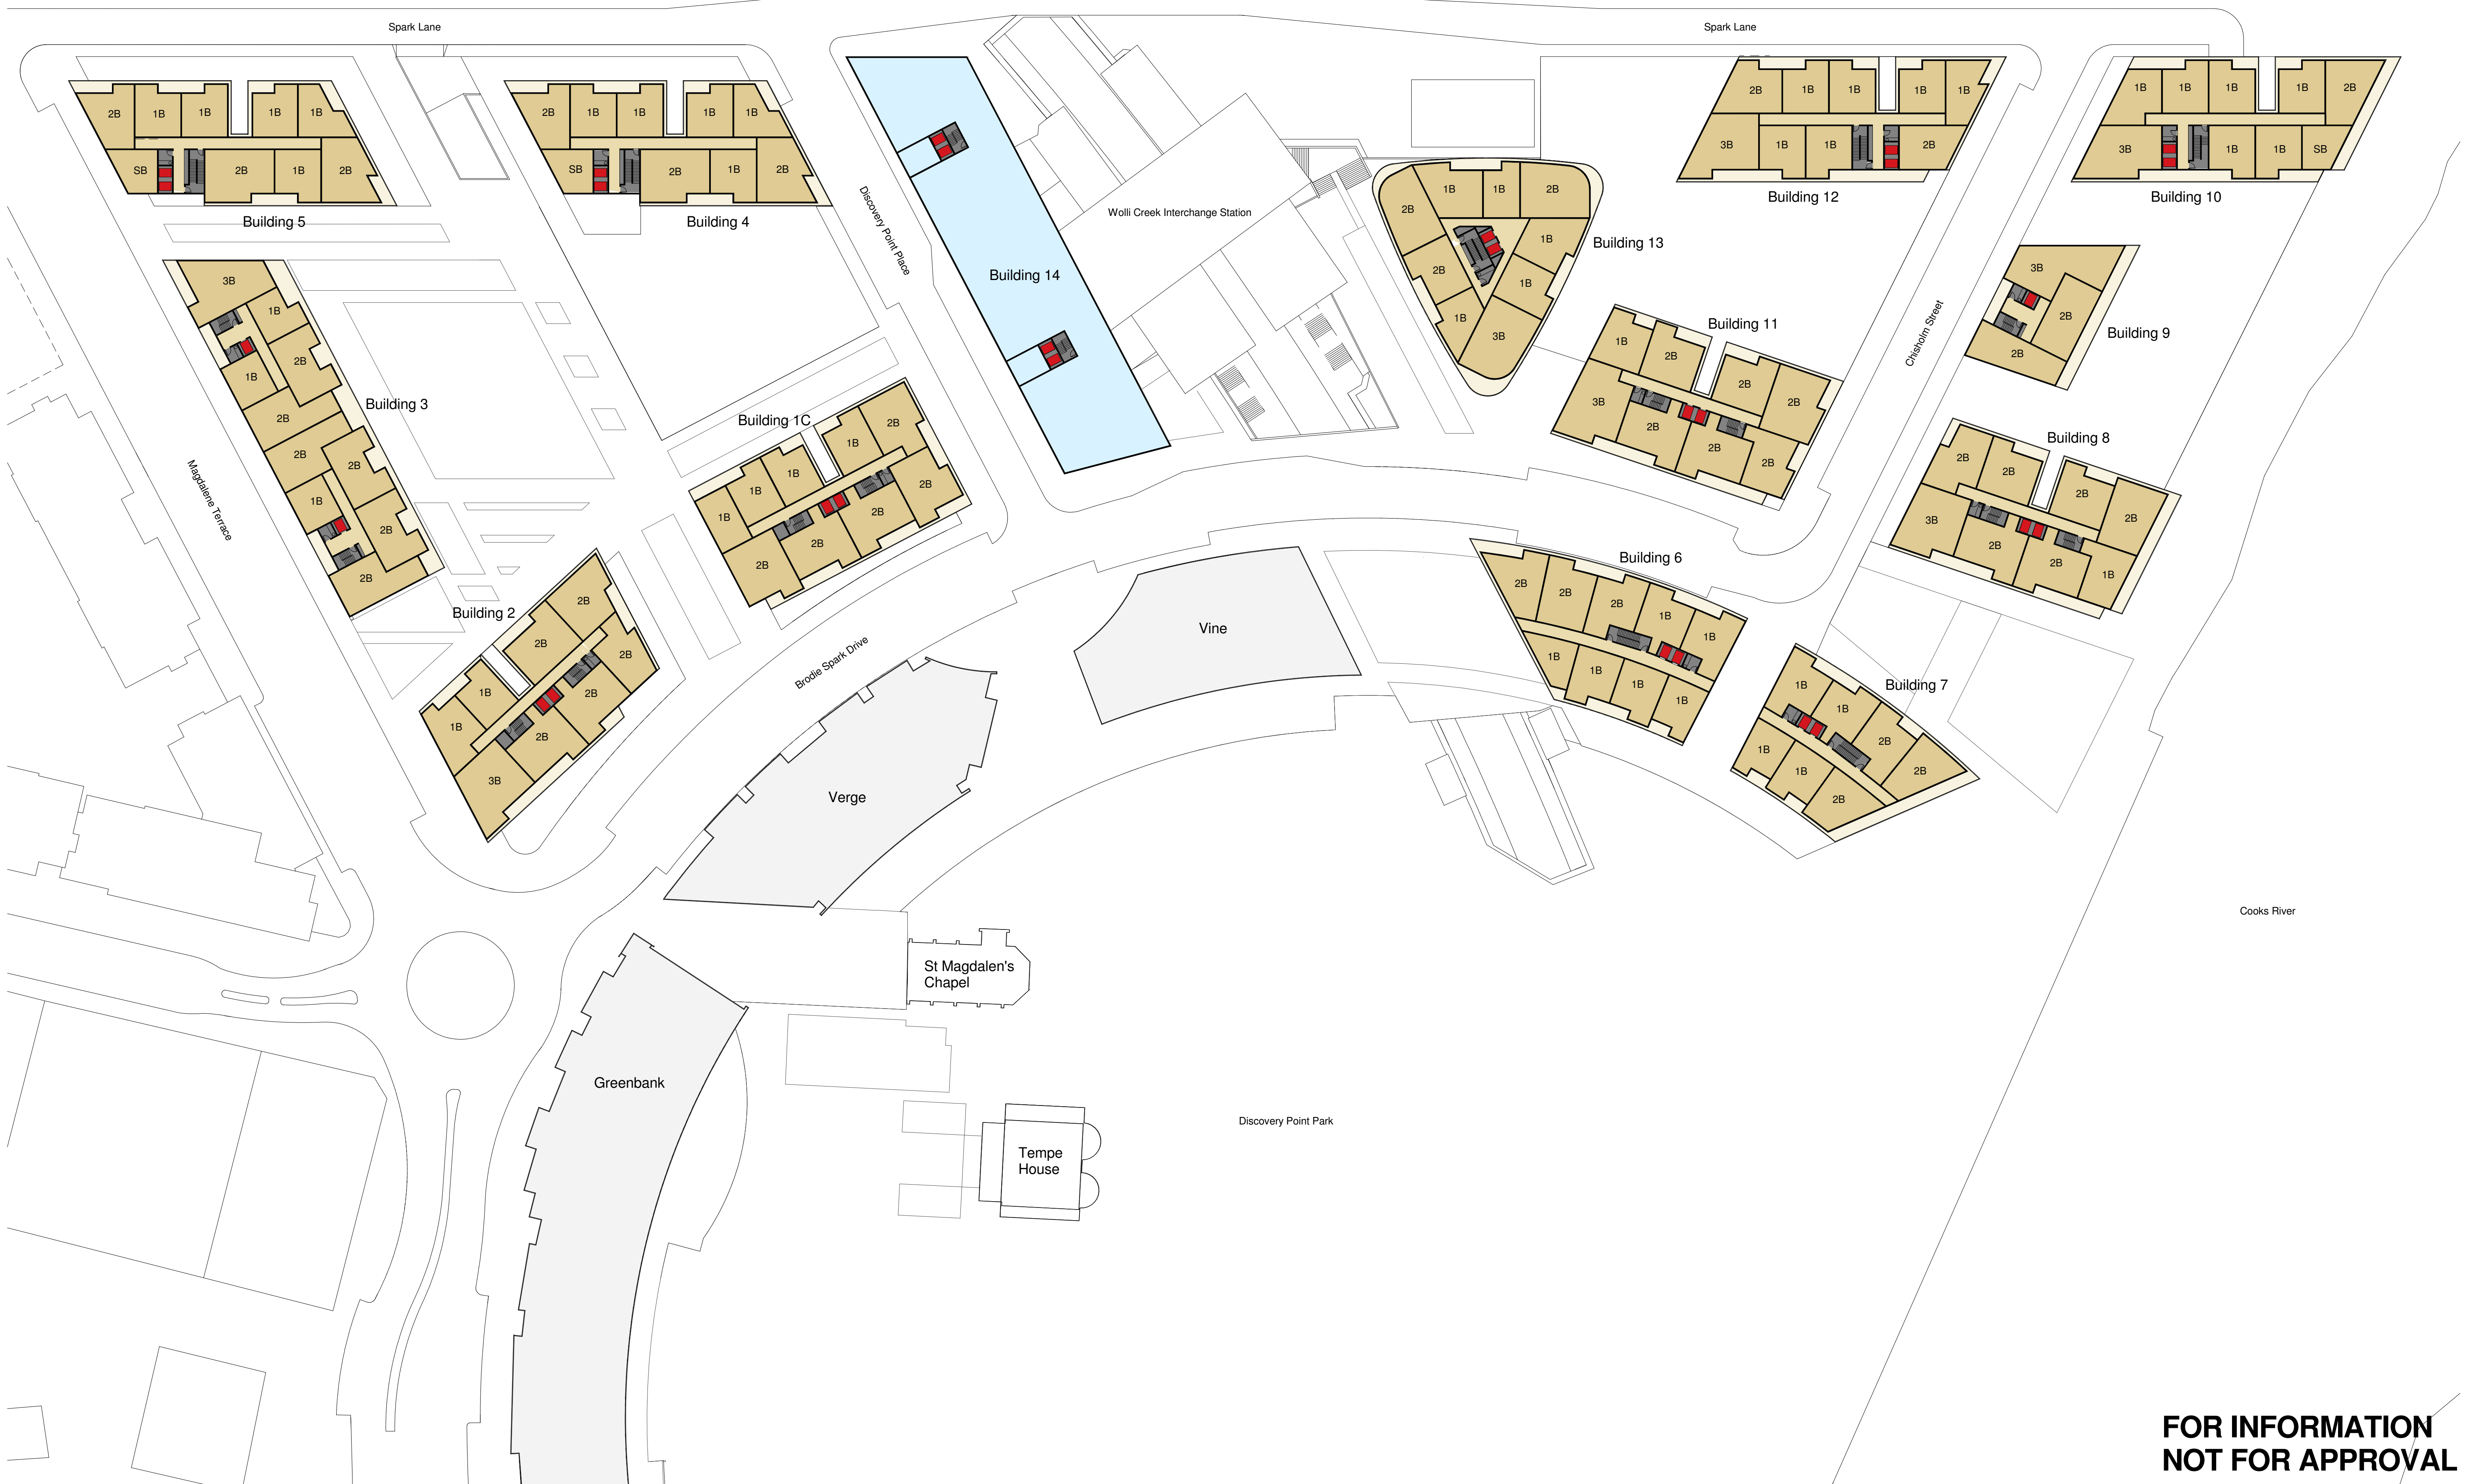 Spark Lane
Spark Lane
2B 1B 1B 1B 1B
SB 2B 1B 2B
Building 5
2B 1B 1B 1B 1B
SB 2B 1B 2B
Building 4
Discovery Point Place
Building 14
Wolli Creek Interchange Station
1B 1B 2B
2B
1B
2B
1B
1B
3B
Building 13
2B 1B 1B 1B 1B
3B 1B 1B 2B
Building 12
1B 1B 1B 1B 2B
3B 1B 1B 1B SB
Building 10
3B
2B
2B
Building 9
Chisholm Street
Building 11
1B
2B
2B
2B
3B
2B
2B
2B
Building 8
2B
2B
2B
2B
3B
2B
2B
1B
3B
1B
2B
1B
2B
2B
2B
1B
2B
2B
Building 3
Magdalene Terrace
Building 1C
2B
1B
1B
1B
1B
2B
2B
2B
2B
Building 2
2B
2B
1B
1B
2B
2B
2B
3B
Brodie Spark Drive
Vine
Verge
Building 6
2B
2B
2B
1B
1B
1B
1B
1B
1B
Building 7
1B
1B
2B
2B
1B
1B
2B
Cooks River
St Magdalen's
Chapel
Greenbank
Tempe
House
Discovery Point Park
FOR INFORMATION
NOT FOR APPROVAL